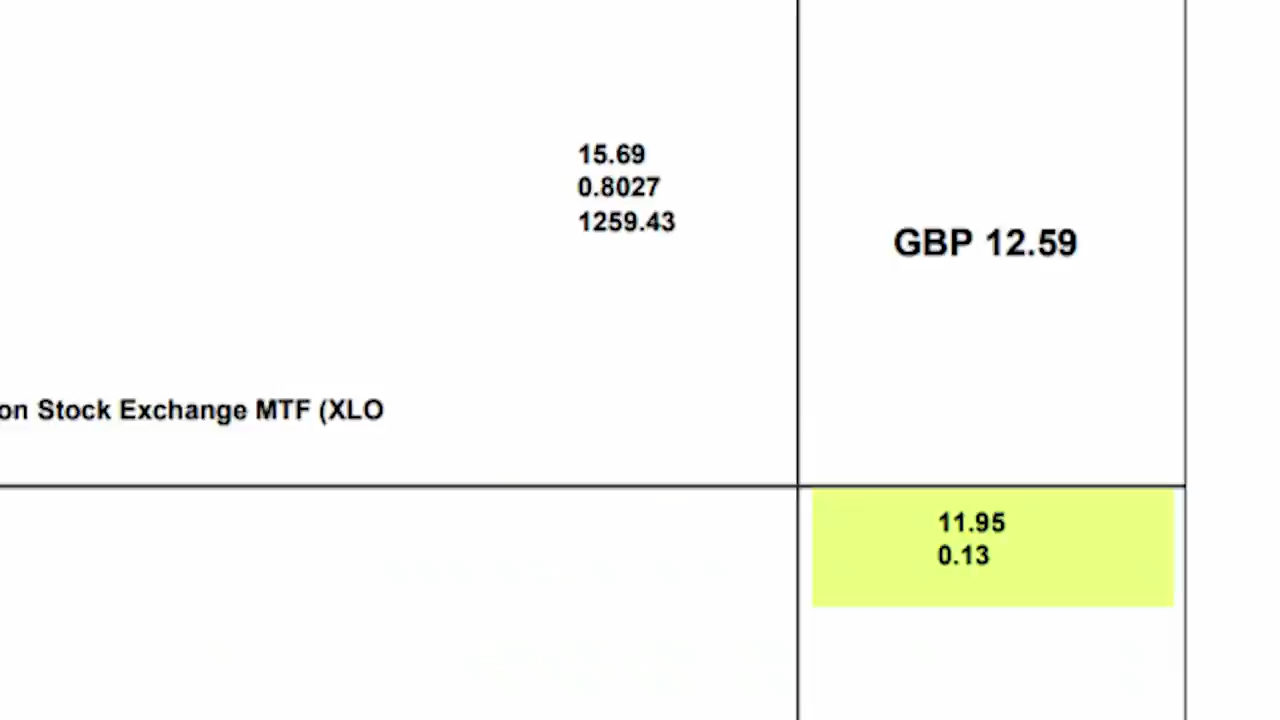 15.69
0.8027
1259.43
GBP 12.59
on Stock Exchange MTF (XLO
11.95
0.13